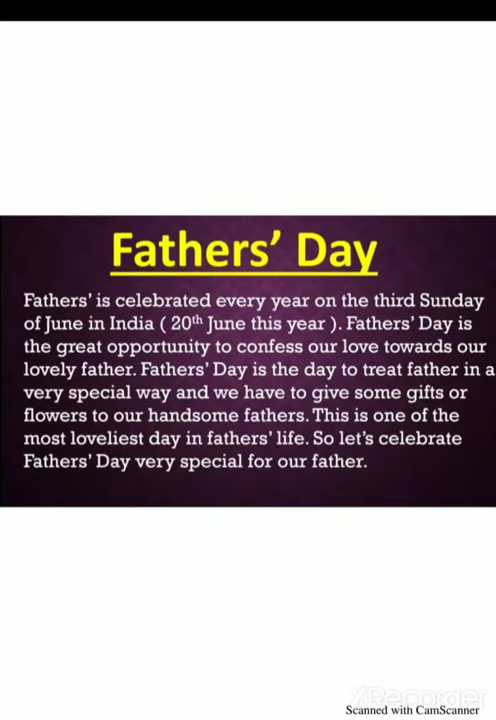 Fathers' Day
Fathers' is celebrated every year on the third Sunday
of June in India ( 20th June this year ). Fathers' Day is
the great opportunity to confess our love towards our
lovely father. Fathers' Day is the day to treat father in a
very special way and we have to give some gifts or
flowers to our handsome fathers. This is one of the
most loveliest day in fathers' life. So let's celebrate
Fathers' Day very special for our father.
XRecorder
Scanned with CamScanner